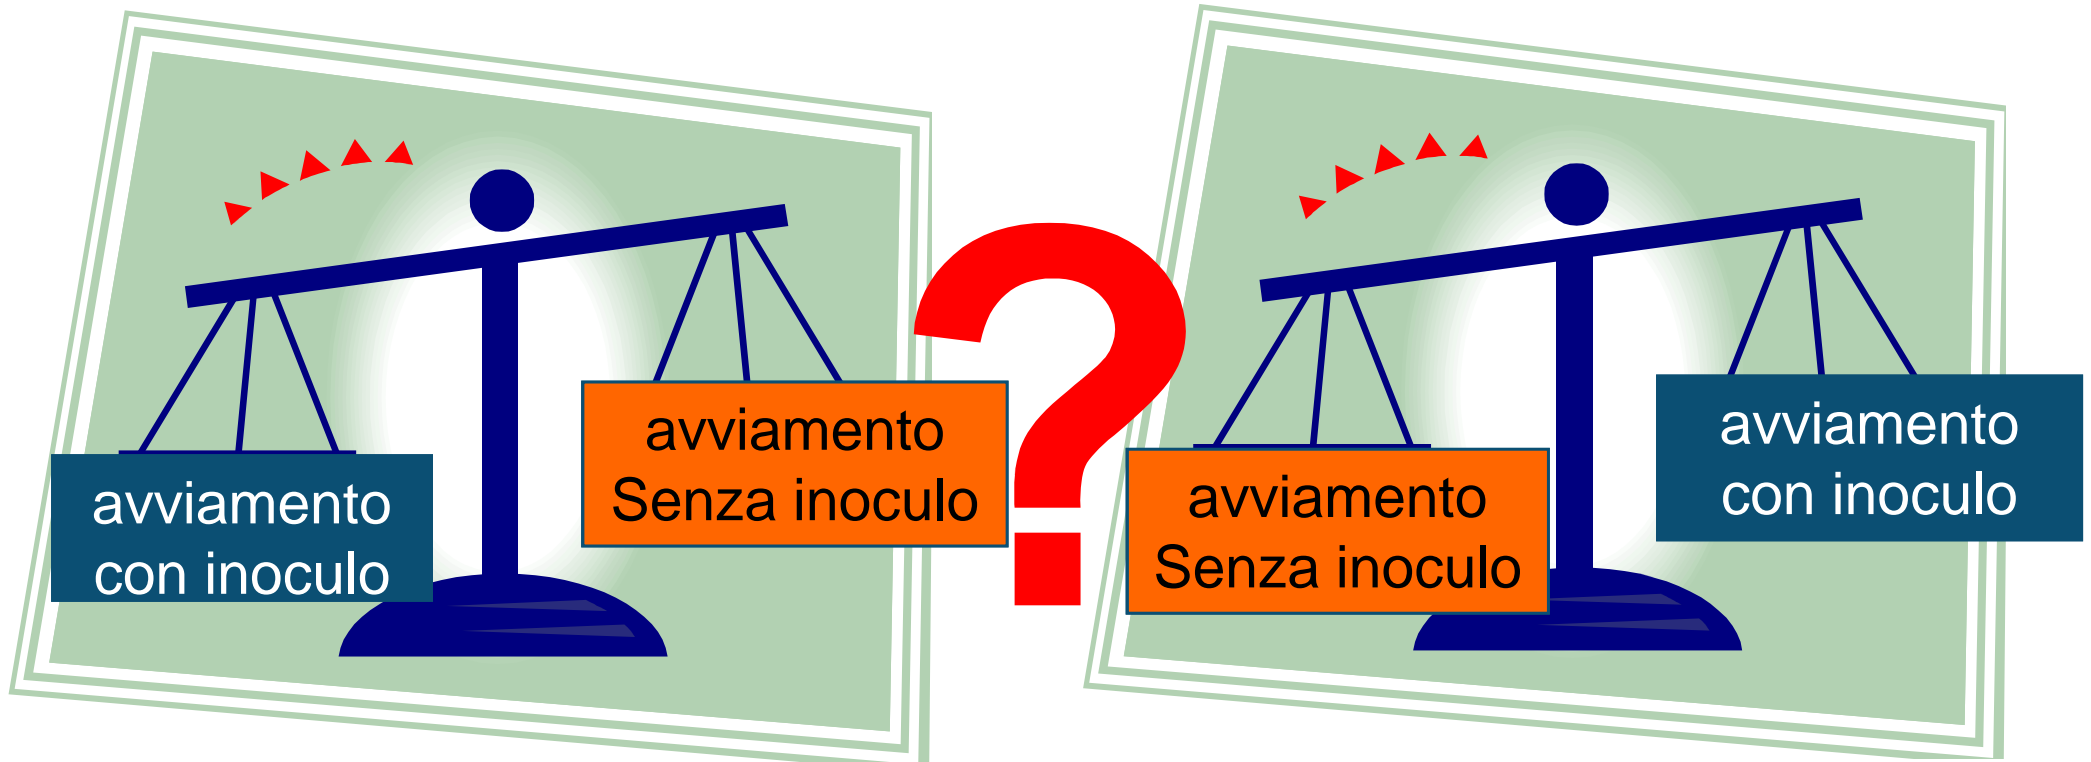 avviamento
con inoculo
avviamento
Senza inoculo
?
avviamento
Senza inoculo
avviamento
con inoculo